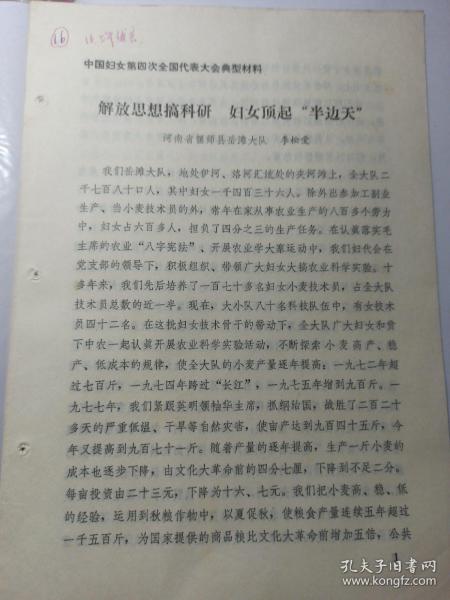 16
中国妇女第四次全国代表大会典型材料
解放思想搞科研 妇女顶起“半边天”
河南省偃师县岳滩大队 李松爱
我们岳滩大队，地处伊河、洛河汇流处的夹河滩上，全大队二
千七百八十口人，其中妇女一千四百三十六人。除外出参加工副业
生产、当小麦技术员的外，常年在家从事农业生产的八百多个劳力
中，妇女占六百多人，担负了四分之三的生产任务。在认真落实毛
主席的农业“八字宪法”、开展农业学大寨运动中，我们妇代会在
党支部的领导下，积极组织、带领广大妇女大搞农业科学实验。十
多年来，我们先后培养了一百七十多名妇女小麦技术员，占全大队
技术员总数的近一半。现在，大小队八十名科技队伍中，有女技术
员四十二名。在这批妇女技术骨干的带动下，全大队广大妇女和贫
下中农一起认真开展农业科学实验活动，不断探索小麦高产、稳
产、低成本的规律，使全大队的小麦产量逐年提高：一九七二年超
过七百斤，一九七四年跨过“长江”，一九七五年增到九百斤。一
九七七年，我们紧跟英明领袖华主席，抓纲治国，战胜了二百二十
多天的严重低温、干旱等自然灾害，使亩产达到九百四十五斤，今
年又提高到九百七十一斤。随着产量的逐年提高，生产一斤小麦的
成本也逐步下降，由文化大革命前的四分七厘，下降到不足二分。
每亩投资由二十三元，下降为十六、七元。我们把小麦高、稳、低
的经验，运用到秋粮作物中，以夏促秋，使粮食产量连续五年超过
一千五百斤，为国家提供的商品粮比文化大革命前增加五倍，公共
1
孔夫子旧书网
www.kongfz.com